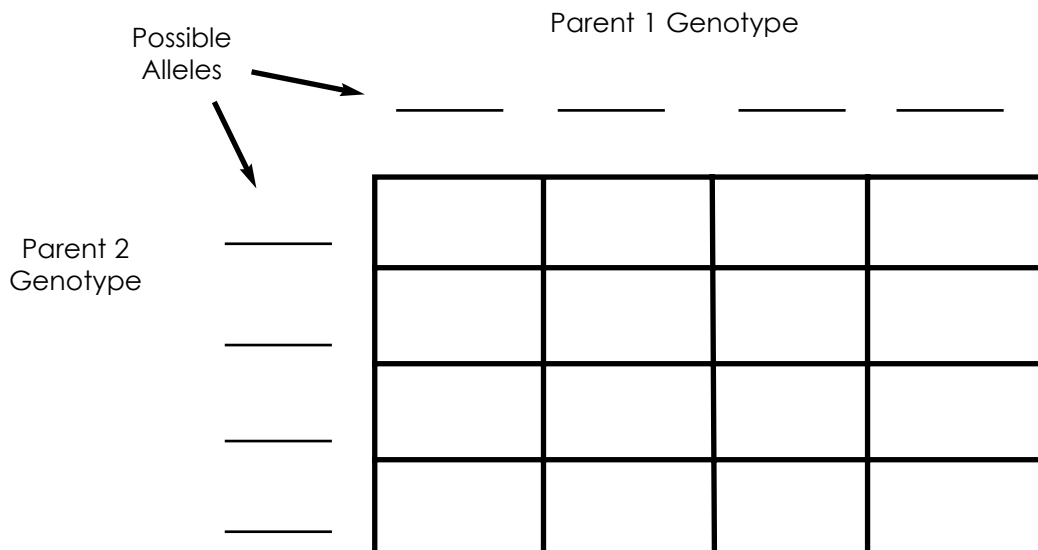 Parent 1 Genotype
Possible
Alleles
Parent 2
Genotype